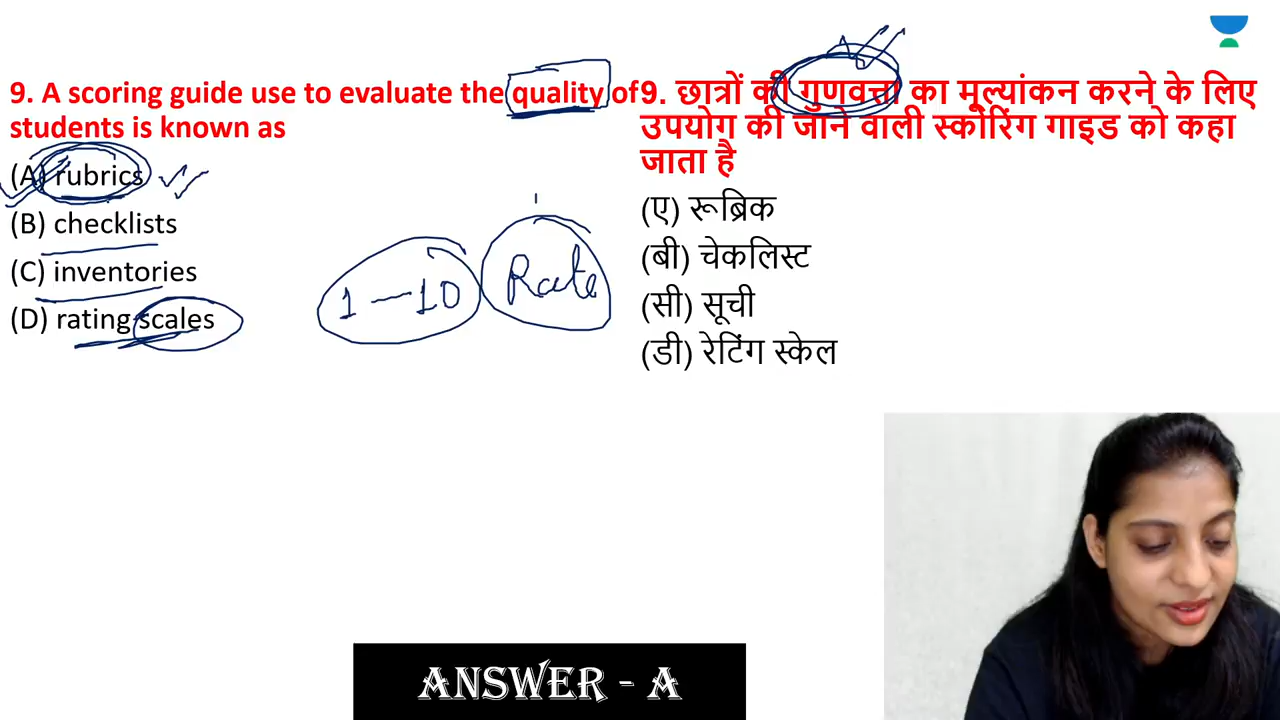 9. A scoring guide use to evaluate the quality of
students is known as
(A) rubrics
(B) checklists
(C) inventories
(D) rating scales
1 — 10
Rate
9. छात्रों की गुणवत्ता का मूल्यांकन करने के लिए
उपयोग की जाने वाली स्कोरिंग गाइड को कहा
जाता है
(ए) रूब्रिक
(बी) चेकलिस्ट
(सी) सूची
(डी) रेटिंग स्केल
ANSWER - A